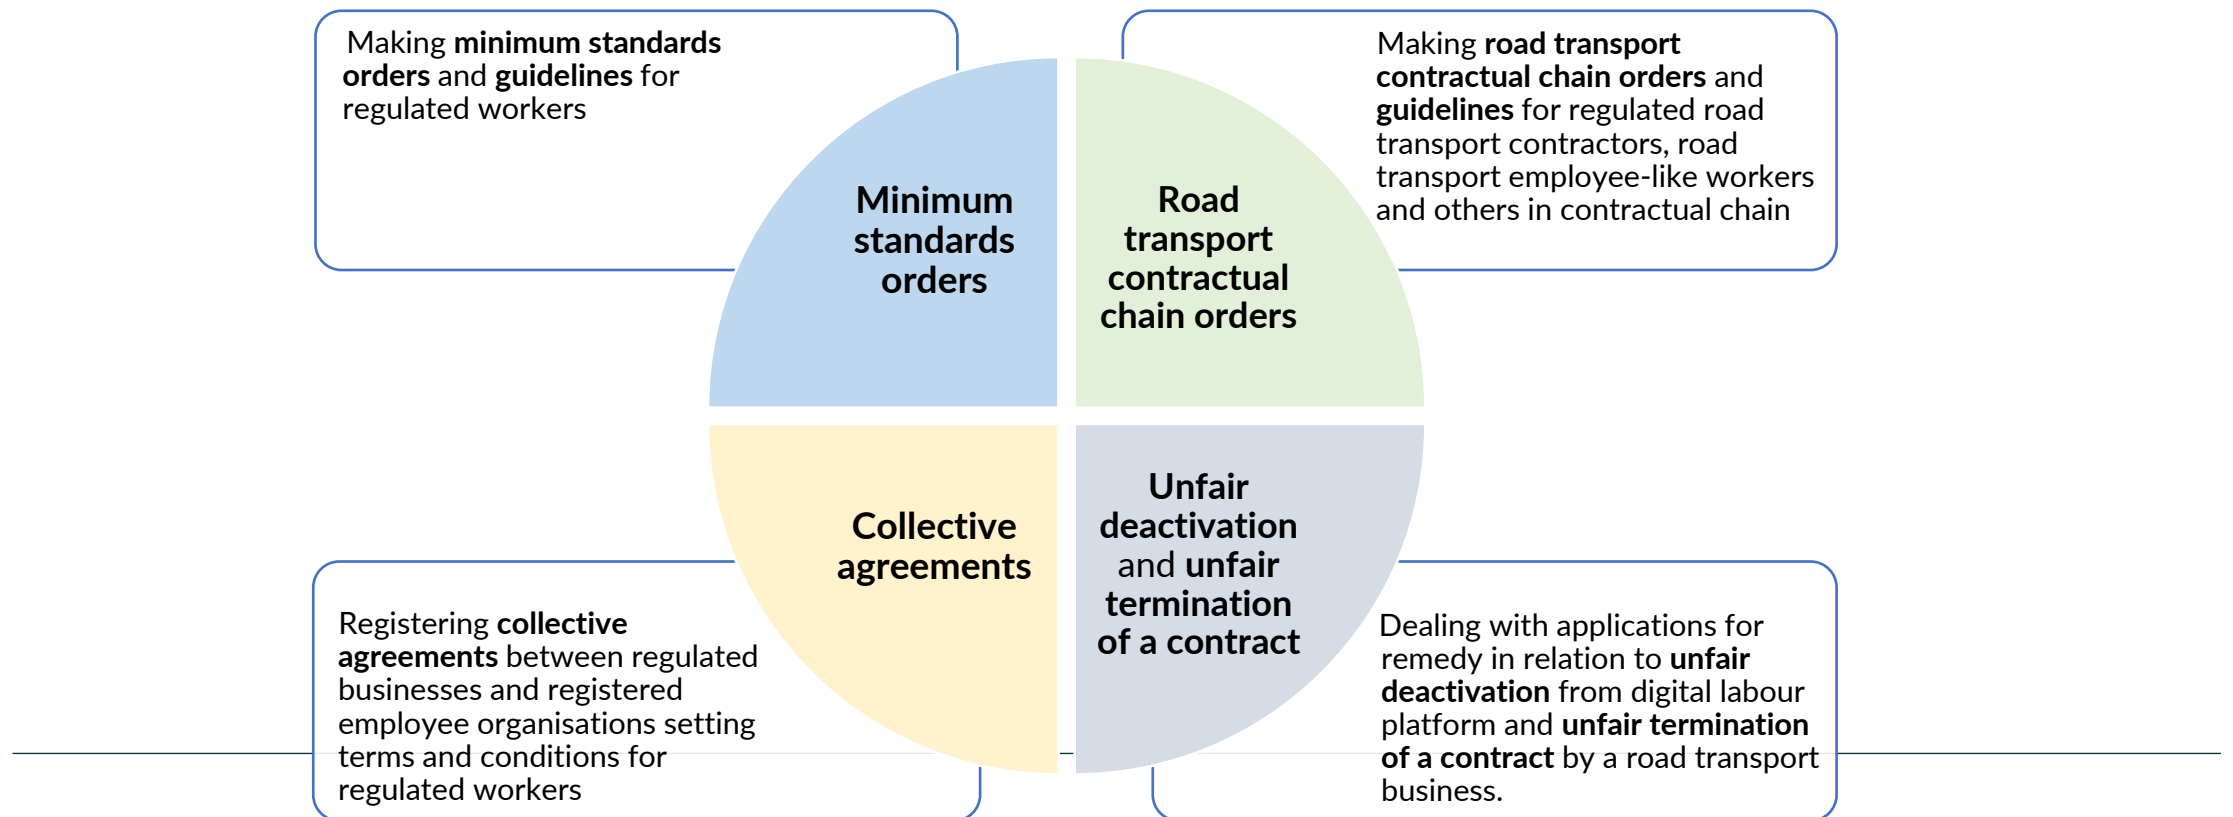 Making minimum standards
orders and guidelines for
regulated workers
Making road transport
contractual chain orders and
guidelines for regulated road
transport contractors, road
transport employee-like workers
and others in contractual chain
Minimum
standards
orders
Road
transport
contractual
chain orders
Collective
agreements
Unfair
deactivation
and unfair
termination
of a contract
Registering collective
agreements between regulated
businesses and registered
employee organisations setting
terms and conditions for
regulated workers
Dealing with applications for
remedy in relation to unfair
deactivation from digital labour
platform and unfair termination
of a contract by a road transport
business.